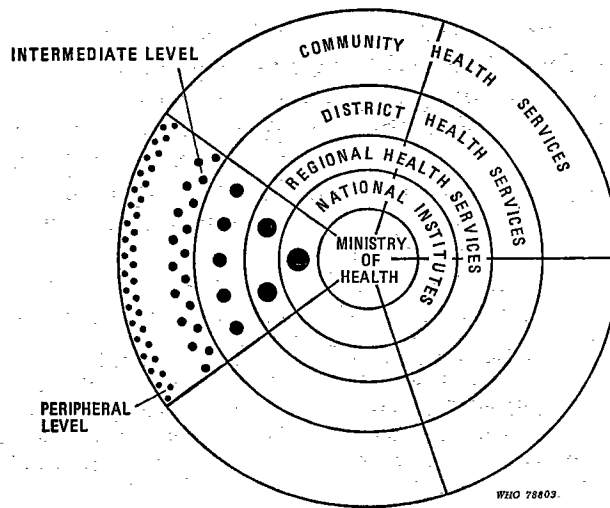 INTERMEDIATE LEVEL
COMMUNITY HEALTH SERVICES
DISTRICT HEALTH SERVICES
REGIONAL HEALTH SERVICES
NATIONAL INSTITUTES
MINISTRY
OF
HEALTH
PERIPHERAL
LEVEL
WHO 78803